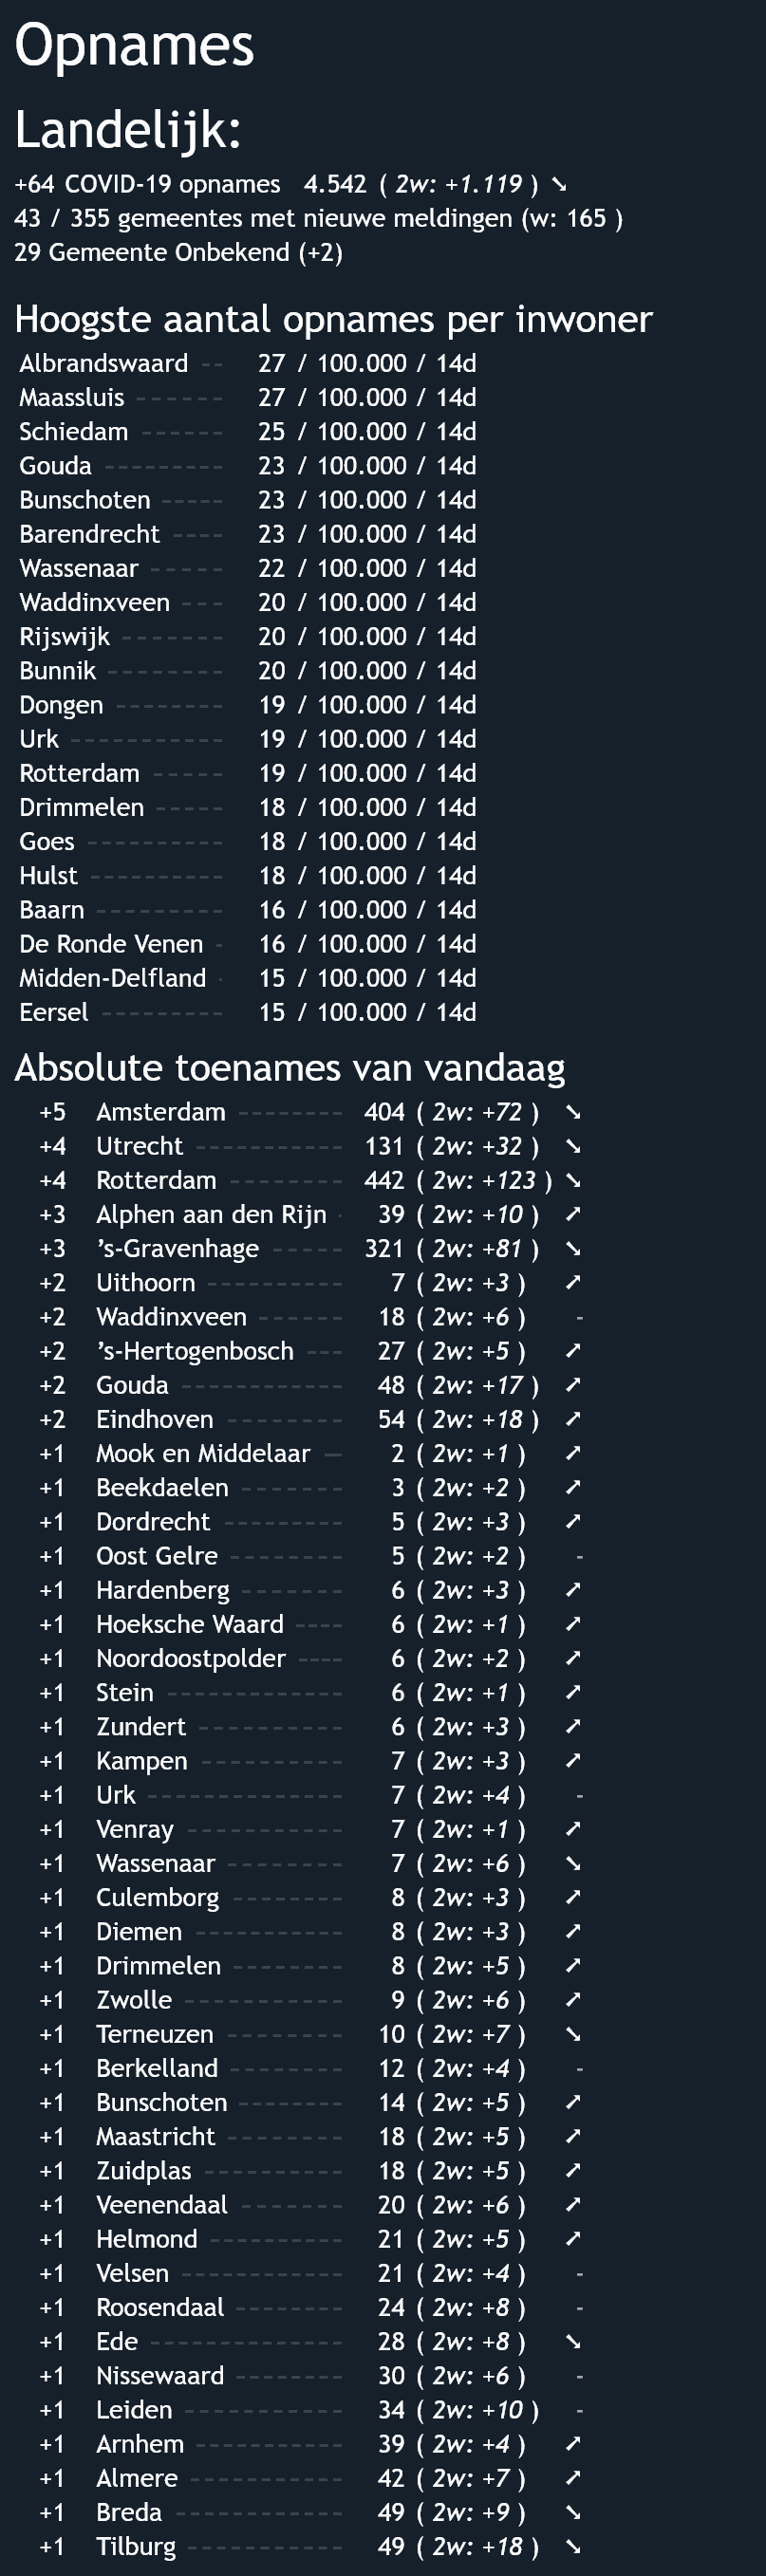 Opnames
Landelijk:
+64 COVID-19 opnames 4.542 ( 2w: +1.119 ) ➘
43 / 355 gemeentes met nieuwe meldingen (w: 165 )
29 Gemeente Onbekend (+2)
Hoogste aantal opnames per inwoner
Albrandswaard -- 27 / 100.000 / 14d
Maassluis ------ 27 / 100.000 / 14d
Schiedam ------ 25 / 100.000 / 14d
Gouda --------- 23 / 100.000 / 14d
Bunschoten ----- 23 / 100.000 / 14d
Barendrecht ---- 23 / 100.000 / 14d
Wassenaar ----- 22 / 100.000 / 14d
Waddinxveen --- 20 / 100.000 / 14d
Rijswijk ------- 20 / 100.000 / 14d
Bunnik -------- 20 / 100.000 / 14d
Dongen -------- 19 / 100.000 / 14d
Urk ----------- 19 / 100.000 / 14d
Rotterdam ----- 19 / 100.000 / 14d
Drimmelen ----- 18 / 100.000 / 14d
Goes ---------- 18 / 100.000 / 14d
Hulst ---------- 18 / 100.000 / 14d
Baarn --------- 16 / 100.000 / 14d
De Ronde Venen - 16 / 100.000 / 14d
Midden-Delfland - 15 / 100.000 / 14d
Eersel --------- 15 / 100.000 / 14d
Absolute toenames van vandaag
+5 Amsterdam -------- 404 ( 2w: +72 ) ➘
+4 Utrecht ----------- 131 ( 2w: +32 ) ➘
+4 Rotterdam -------- 442 ( 2w: +123 ) ➘
+3 Alphen aan den Rijn - 39 ( 2w: +10 ) ➚
+3 ’s-Gravenhage ----- 321 ( 2w: +81 ) ➘
+2 Uithoorn ---------- 7 ( 2w: +3 ) ➚
+2 Waddinxveen ------ 18 ( 2w: +6 ) -
+2 ’s-Hertogenbosch --- 27 ( 2w: +5 ) ➚
+2 Gouda ------------ 48 ( 2w: +17 ) ➚
+2 Eindhoven -------- 54 ( 2w: +18 ) ➚
+1 Mook en Middelaar -- 2 ( 2w: +1 ) ➚
+1 Beekdaelen ------- 3 ( 2w: +2 ) ➚
+1 Dordrecht --------- 5 ( 2w: +3 ) ➚
+1 Oost Gelre -------- 5 ( 2w: +2 ) -
+1 Hardenberg ------- 6 ( 2w: +3 ) ➚
+1 Hoeksche Waard ---- 6 ( 2w: +1 ) ➚
+1 Noordoostpolder ---- 6 ( 2w: +2 ) ➚
+1 Stein ------------- 6 ( 2w: +1 ) ➚
+1 Zundert ---------- 6 ( 2w: +3 ) ➚
+1 Kampen ---------- 7 ( 2w: +3 ) ➚
+1 Urk -------------- 7 ( 2w: +4 ) -
+1 Venray ----------- 7 ( 2w: +1 ) ➚
+1 Wassenaar -------- 7 ( 2w: +6 ) ➘
+1 Culemborg -------- 8 ( 2w: +3 ) ➚
+1 Diemen ----------- 8 ( 2w: +3 ) ➚
+1 Drimmelen -------- 8 ( 2w: +5 ) ➚
+1 Zwolle ------------ 9 ( 2w: +6 ) ➚
+1 Terneuzen -------- 10 ( 2w: +7 ) ➘
+1 Berkelland -------- 12 ( 2w: +4 ) -
+1 Bunschoten ------- 14 ( 2w: +5 ) ➚
+1 Maastricht -------- 18 ( 2w: +5 ) ➚
+1 Zuidplas ---------- 18 ( 2w: +5 ) ➚
+1 Veenendaal ------- 20 ( 2w: +6 ) ➚
+1 Helmond ---------- 21 ( 2w: +5 ) ➚
+1 Velsen ------------ 21 ( 2w: +4 ) -
+1 Roosendaal -------- 24 ( 2w: +8 ) -
+1 Ede -------------- 28 ( 2w: +8 ) ➘
+1 Nissewaard -------- 30 ( 2w: +6 ) -
+1 Leiden ----------- 34 ( 2w: +10 ) -
+1 Arnhem ---------- 39 ( 2w: +4 ) ➚
+1 Almere ----------- 42 ( 2w: +7 ) ➚
+1 Breda ------------ 49 ( 2w: +9 ) ➘
+1 Tilburg ----------- 49 ( 2w: +18 ) ➘